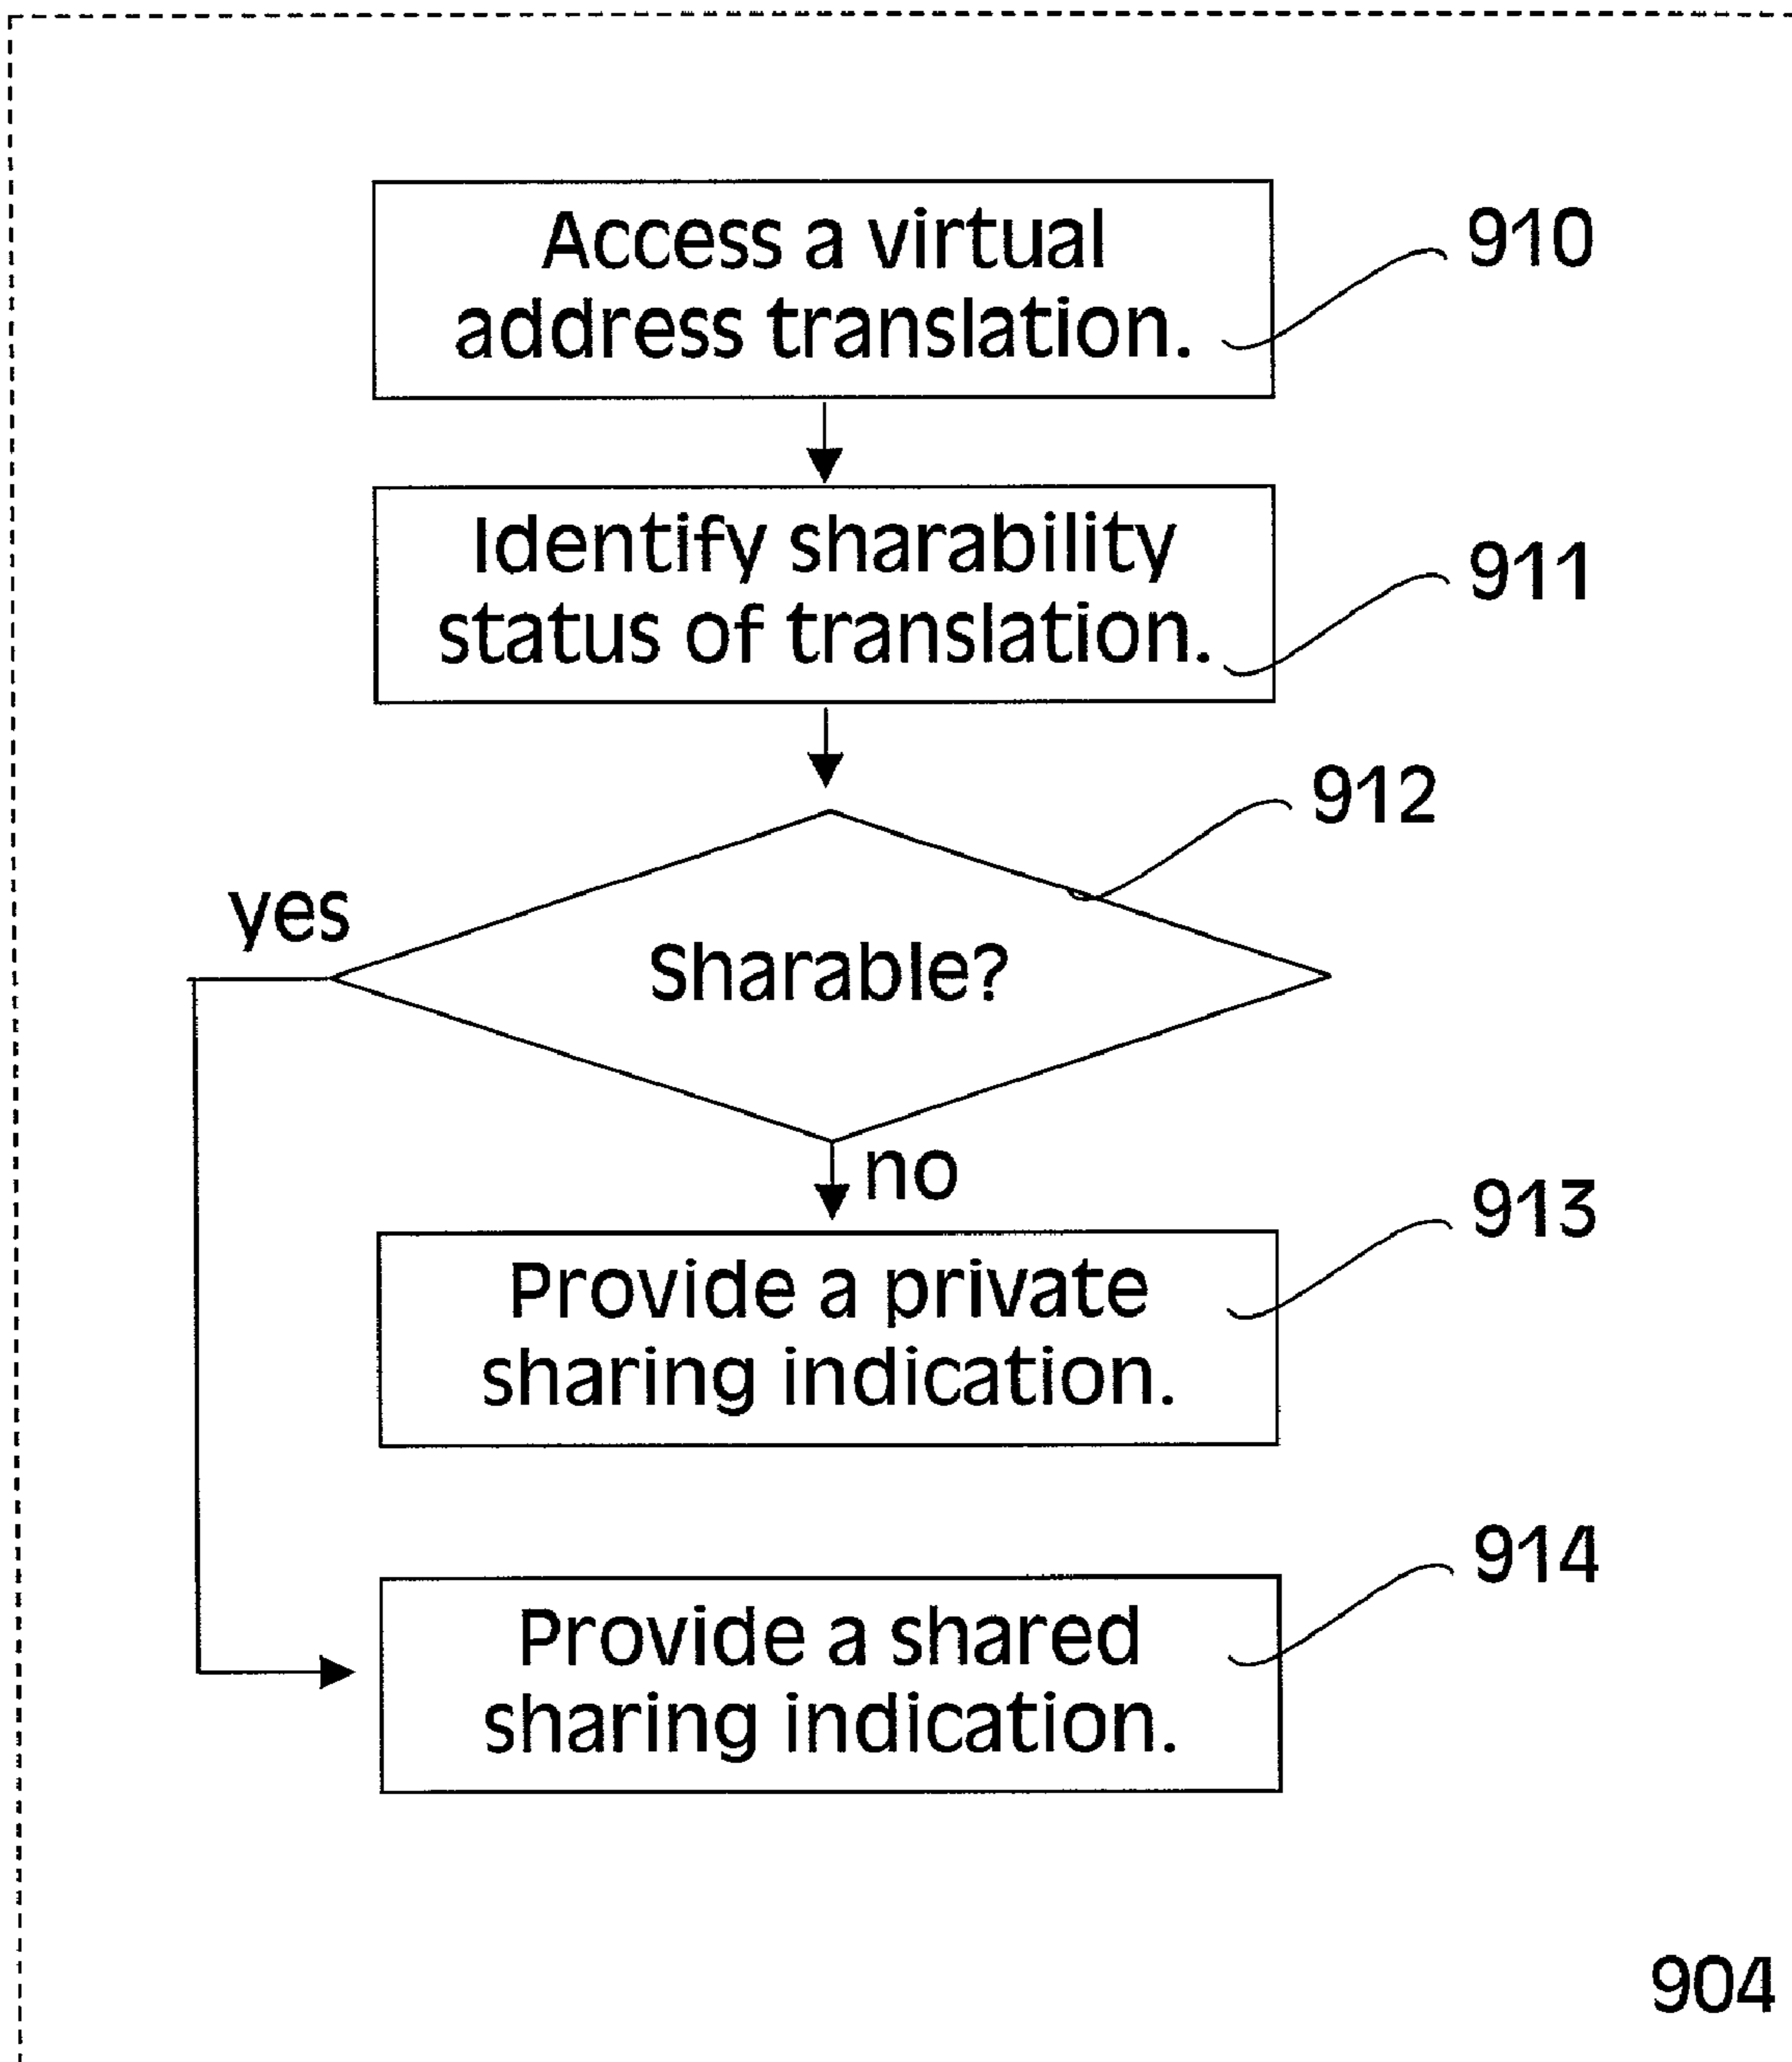 Access a virtual
address translation.
910
Identify sharability
status of translation.
911
912
yes
Sharable?
no
913
Provide a private
sharing indication.
914
Provide a shared
sharing indication.
904